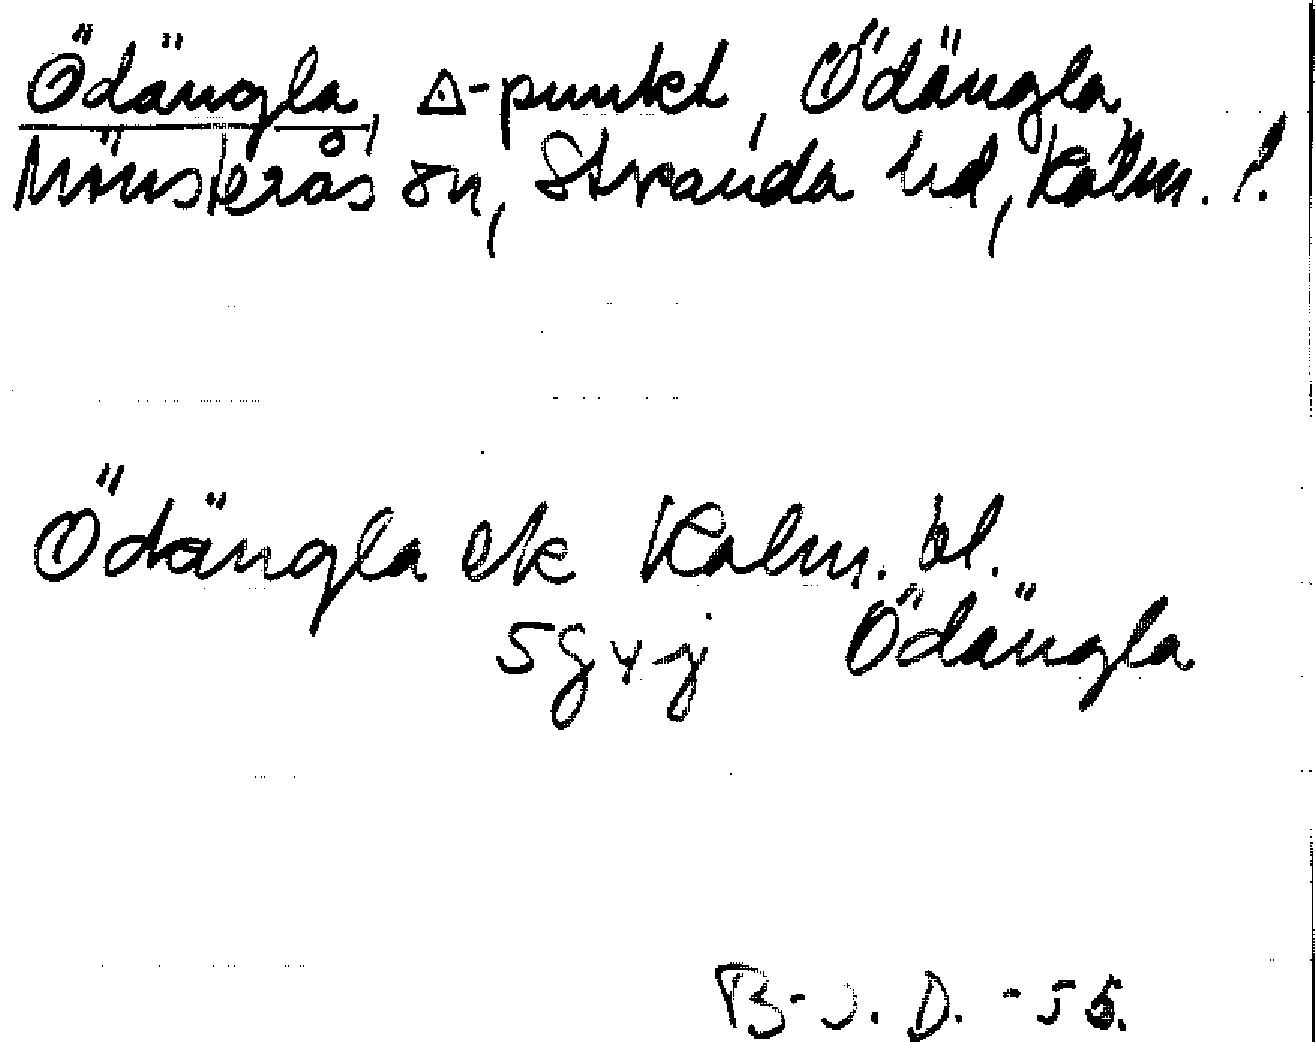 Ödängla, △-punkt, Ödängla,
Mönsterås sn, Stranda hd, Kalm. l.
Ödängla ek Kalm. bl.
5g4j Ödängla
B-J. D. -55.